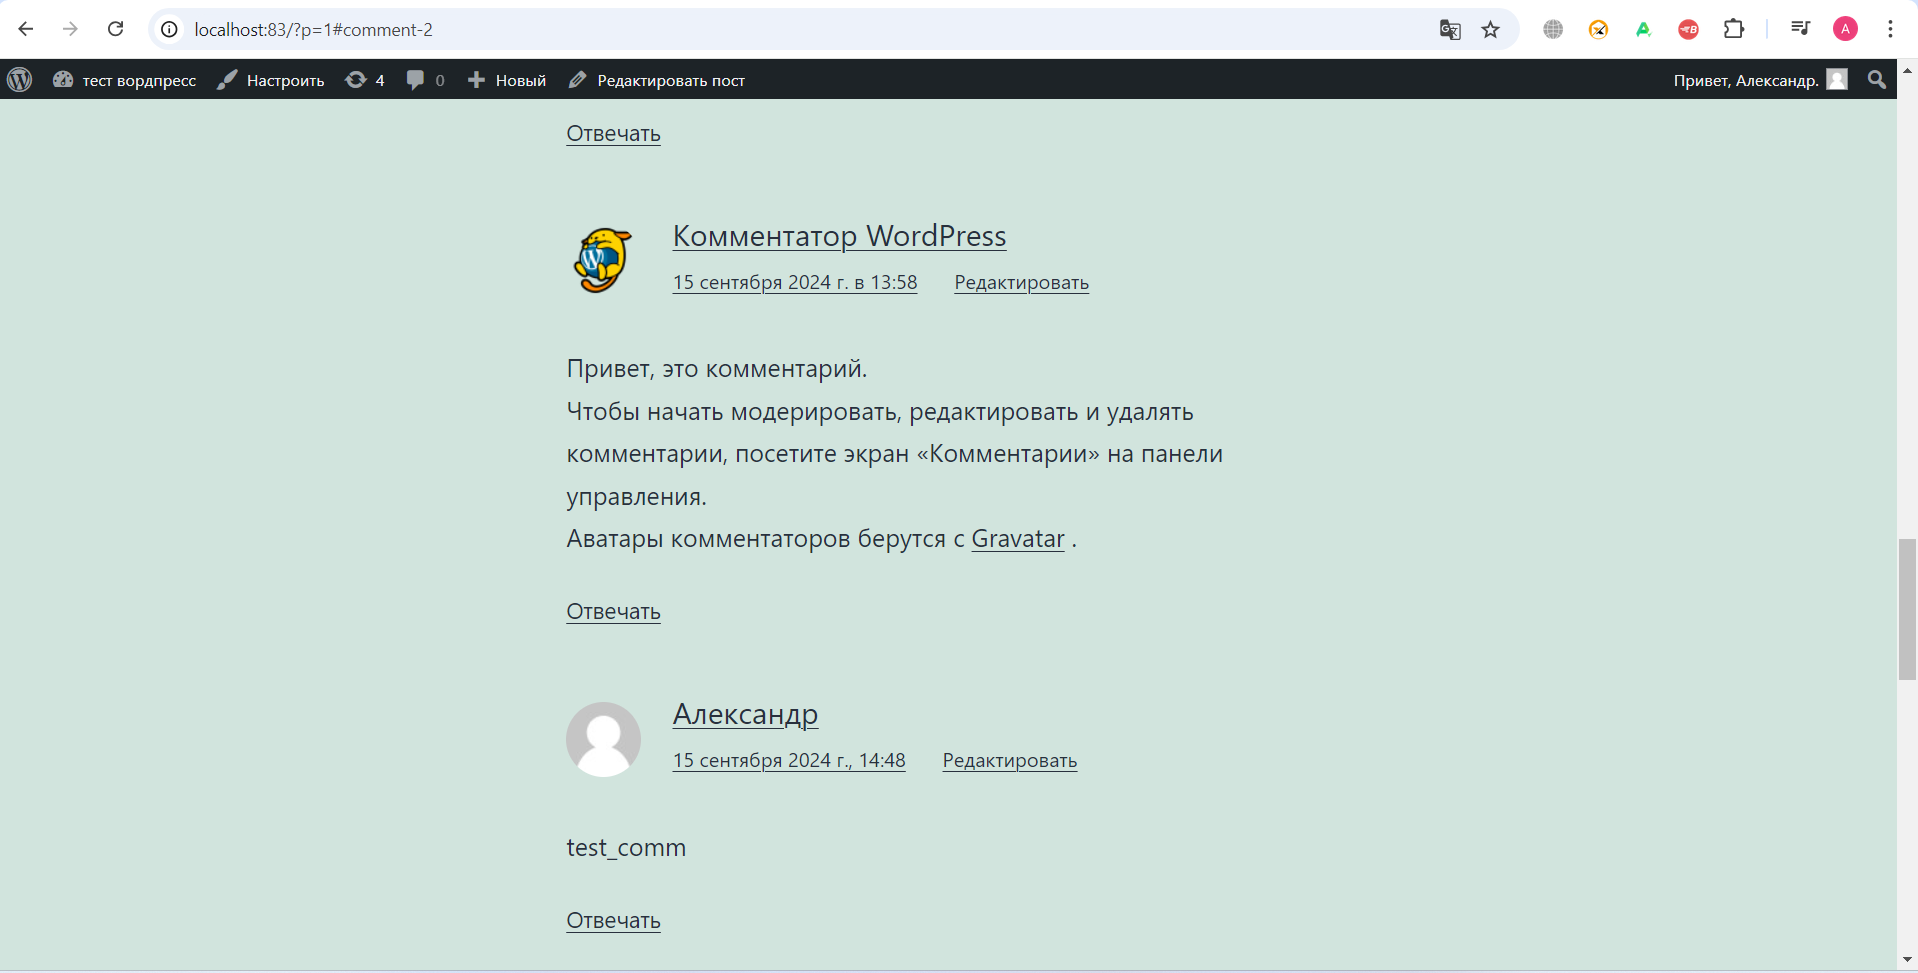 localhost:83/?p=1#comment-2
тест вордпресс Настроить 4 0 Новый Редактировать пост Привет, Александр.
Отвечать
Комментатор WordPress
15 сентября 2024 г. в 13:58 Редактировать
Привет, это комментарий.
Чтобы начать модерировать, редактировать и удалять
комментарии, посетите экран «Комментарии» на панели
управления.
Аватары комментаторов берутся с Gravatar .
Отвечать
Александр
15 сентября 2024 г., 14:48 Редактировать
test_comm
Отвечать